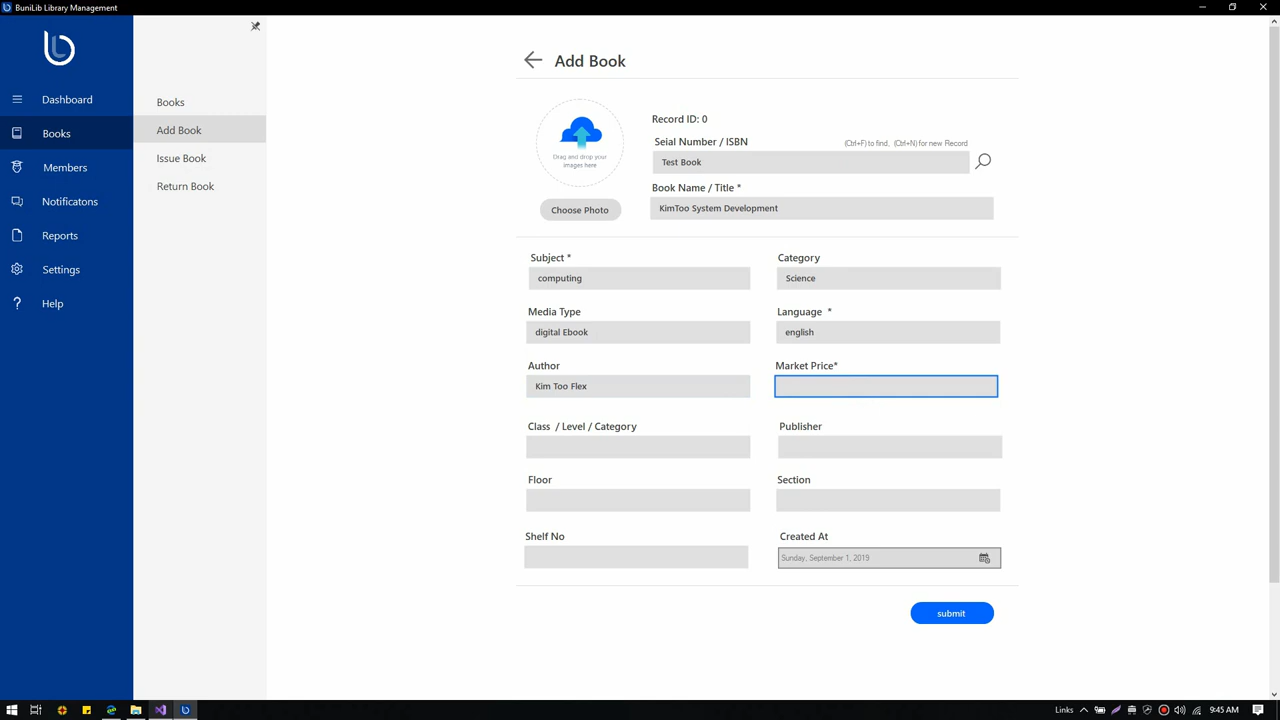 BuniLib Library Management
Dashboard
Books
Members
Notificatons
Reports
Settings
Help
Books
Add Book
Issue Book
Return Book
Add Book
Drag and drop your
images here
Choose Photo
Record ID: 0
Seial Number / ISBN
(Ctrl+F) to find, (Ctrl+N) for new Record
Test Book
Book Name / Title *
KimToo System Development
Subject *
Category
computing
Science
Media Type
Language *
digital Ebook
english
Author
Market Price*
Kim Too Flex
Class / Level / Category
Publisher
Floor
Section
Shelf No
Created At
Sunday, September 1, 2019
submit
Links
9:45 AM